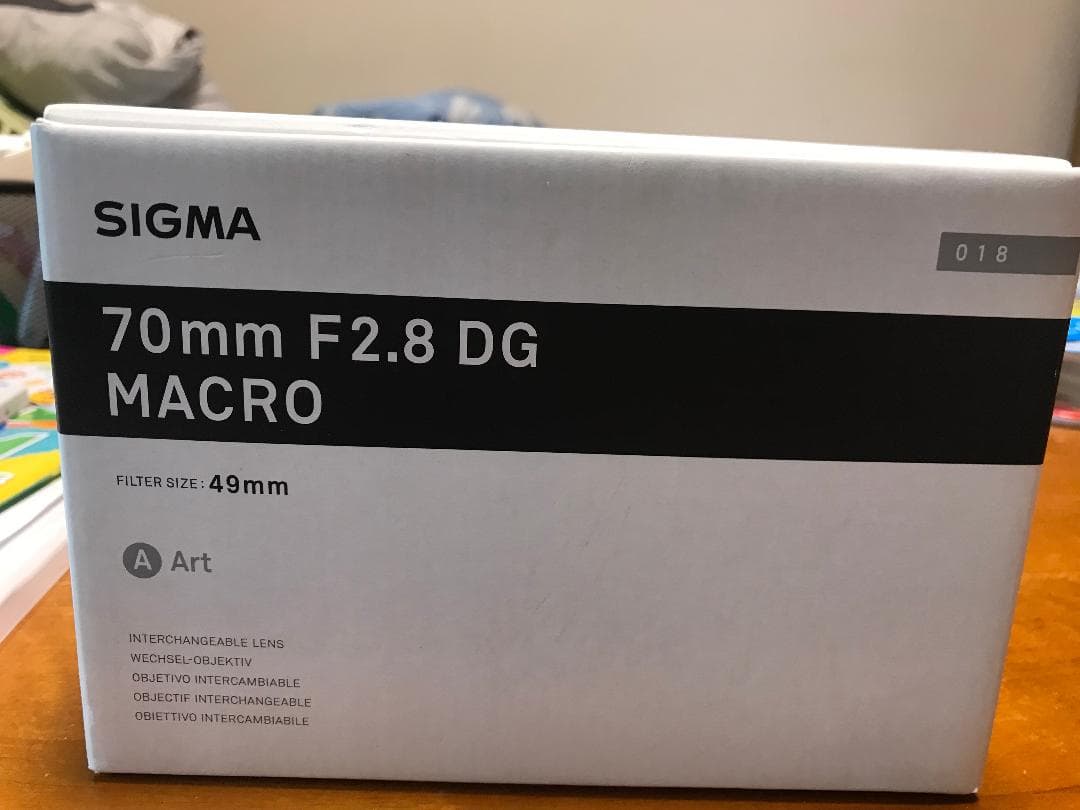 SIGMA
018
70mm F2.8 DG
MACRO
FILTER SIZE: 49mm
A Art
INTERCHANGEABLE LENS
WECHSEL-OBJEKTIV
OBJETIVO INTERCAMBIABLE
OBJECTIF INTERCHANGEABLE
OBIETTIVO INTERCAMBIABILE